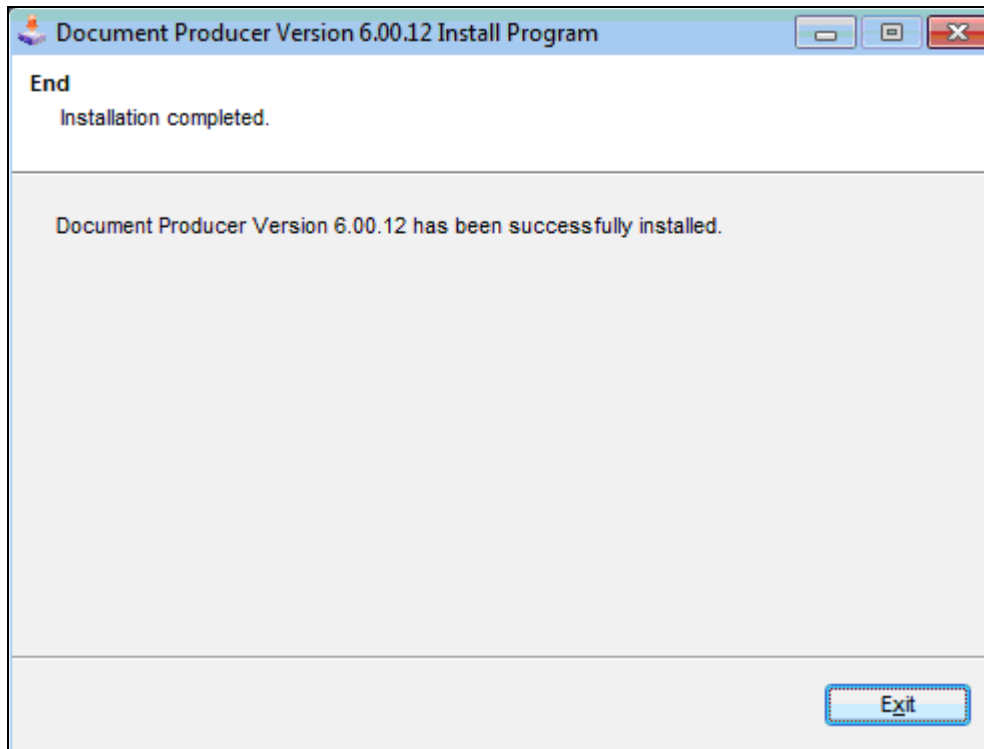 Document Producer Version 6.00.12 Install Program
End
Installation completed.
Document Producer Version 6.00.12 has been successfully installed.
Exit